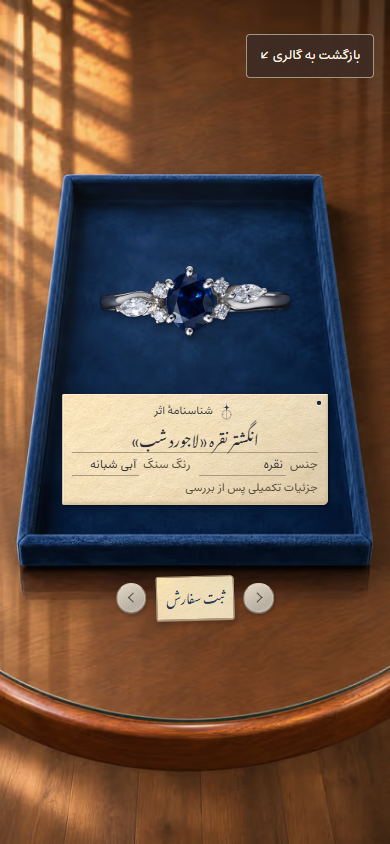 بازگشت به گالری
شناسنامهٔ اثر
انگشتر نقره «لاجورد شب»
جنس نقره رنگ سنگ آبی شبانه
جزئیات تکمیلی پس از بررسی
ثبت سفارش